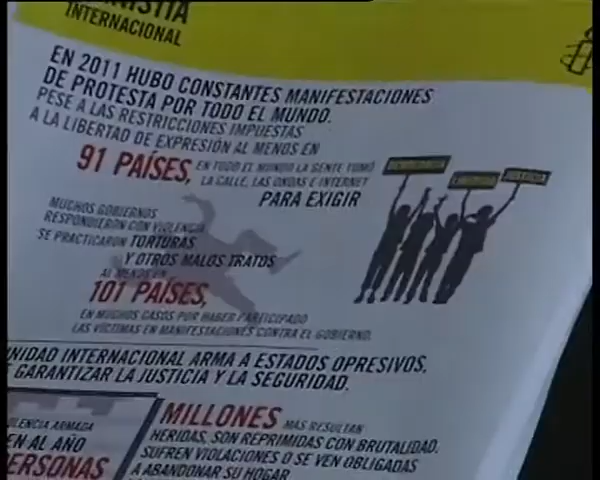 INTERNACIONAL
EN 2011 HUBO CONSTANTES MANIFESTACIONES
DE PROTESTA POR TODO EL MUNDO.
PESE A LAS RESTRICCIONES IMPUESTAS
A LA LIBERTAD DE EXPRESIÓN AL MENOS EN
91 PAÍSES, EN TODO EL MUNDO LA GENTE TOMÓ
LA CALLE, LAS ONDAS E INTERNET
PARA EXIGIR
JUSTICIA
MUCHOS GOBIERNOS
RESPONDIERON CON VIOLENCIA
SE PRACTICARON TORTURAS
Y OTROS MALOS TRATOS
AL MENOS EN
101 PAÍSES,
EN MUCHOS CASOS POR HABER PARTICIPADO
LAS VÍCTIMAS EN MANIFESTACIONES CONTRA EL GOBIERNO.
NIDAD INTERNACIONAL ARMA A ESTADOS OPRESIVOS.
GARANTIZAR LA JUSTICIA Y LA SEGURIDAD.
LENCIA ARMADA
EN AL AÑO
ERSONAS
MILLONES MÁS RESULTAN
HERIDAS, SON REPRIMIDAS CON BRUTALIDAD,
SUFREN VIOLACIONES O SE VEN OBLIGADAS
A ABANDONAR SU HOGAR